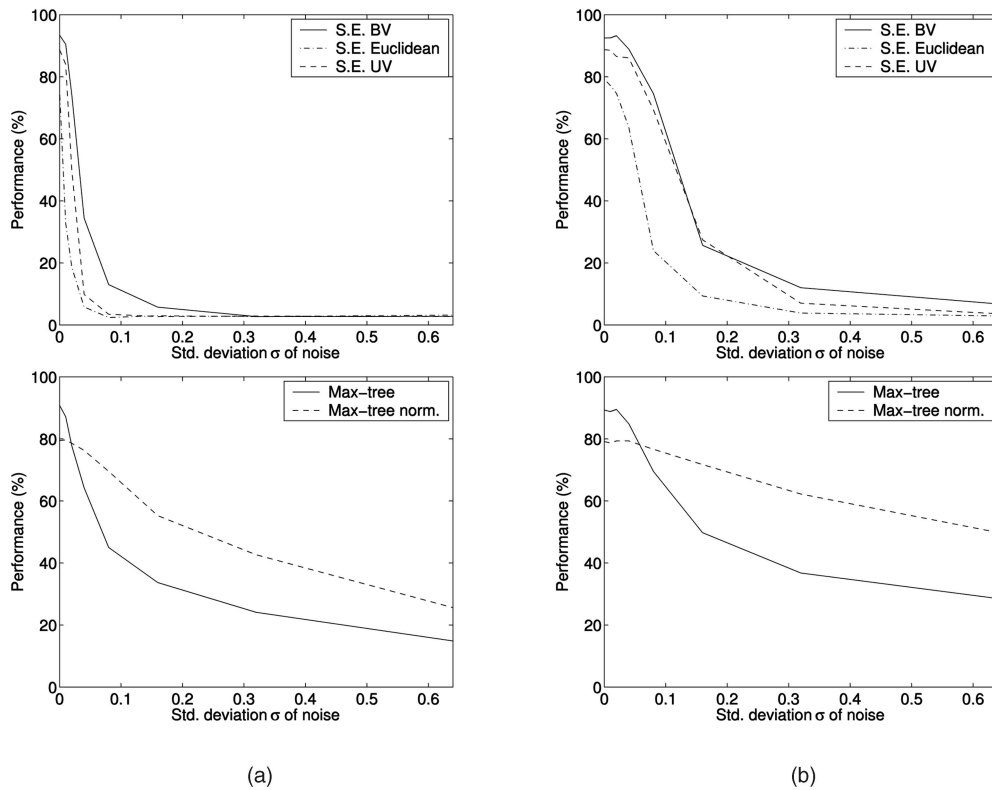 100
80
60
40
20
0
Performance (%)
S.E. BV
S.E. Euclidean
S.E. UV
0 0.1 0.2 0.3 0.4 0.5 0.6
Std. deviation σ of noise
100
80
60
40
20
0
Performance (%)
S.E. BV
S.E. Euclidean
S.E. UV
0 0.1 0.2 0.3 0.4 0.5 0.6
Std. deviation σ of noise
100
80
60
40
20
0
Performance (%)
Max-tree
Max-tree norm.
0 0.1 0.2 0.3 0.4 0.5 0.6
Std. deviation σ of noise
100
80
60
40
20
0
Performance (%)
Max-tree
Max-tree norm.
0 0.1 0.2 0.3 0.4 0.5 0.6
Std. deviation σ of noise
(a)
(b)